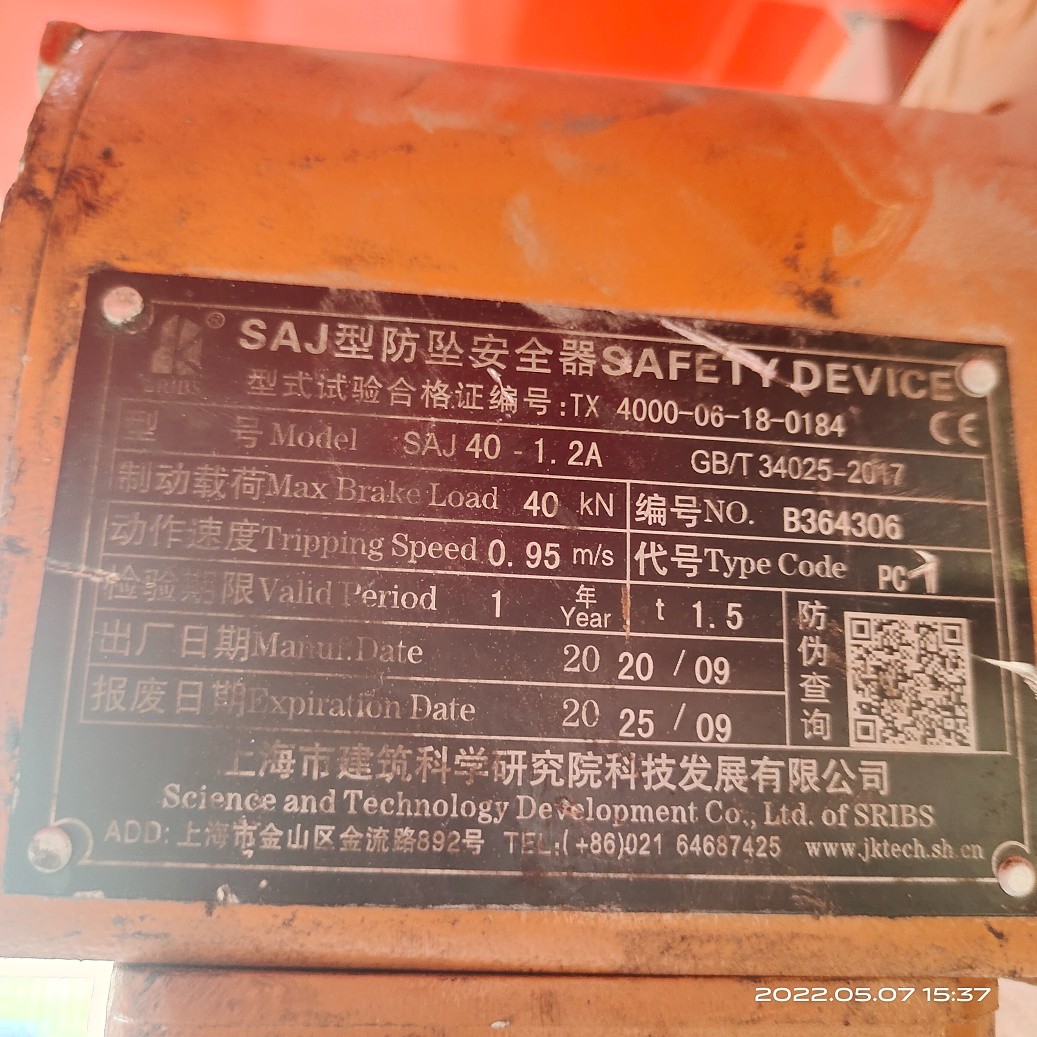 SRIBS ®
SAJ型防坠安全器SAFETY DEVICE
型式试验合格证编号:TX 4000-06-18-0184
CE
型 号 Model SAJ 40 - 1.2A GB/T 34025-2017
制动载荷Max Brake Load 40 kN 编号NO. B364306
动作速度Tripping Speed 0.95 m/s 代号Type Code PC
检验期限Valid Period 1 年 Year t 1.5
出厂日期Manuf.Date 20 20 / 09
报废日期Expiration Date 20 25 / 09
防伪查询
上海市建筑科学研究院科技发展有限公司
Science and Technology Development Co., Ltd. of SRIBS
ADD: 上海市金山区金流路892号 TEL:(+86)021 64687425 www.jktech.sh.cn
2022.05.07 15:37